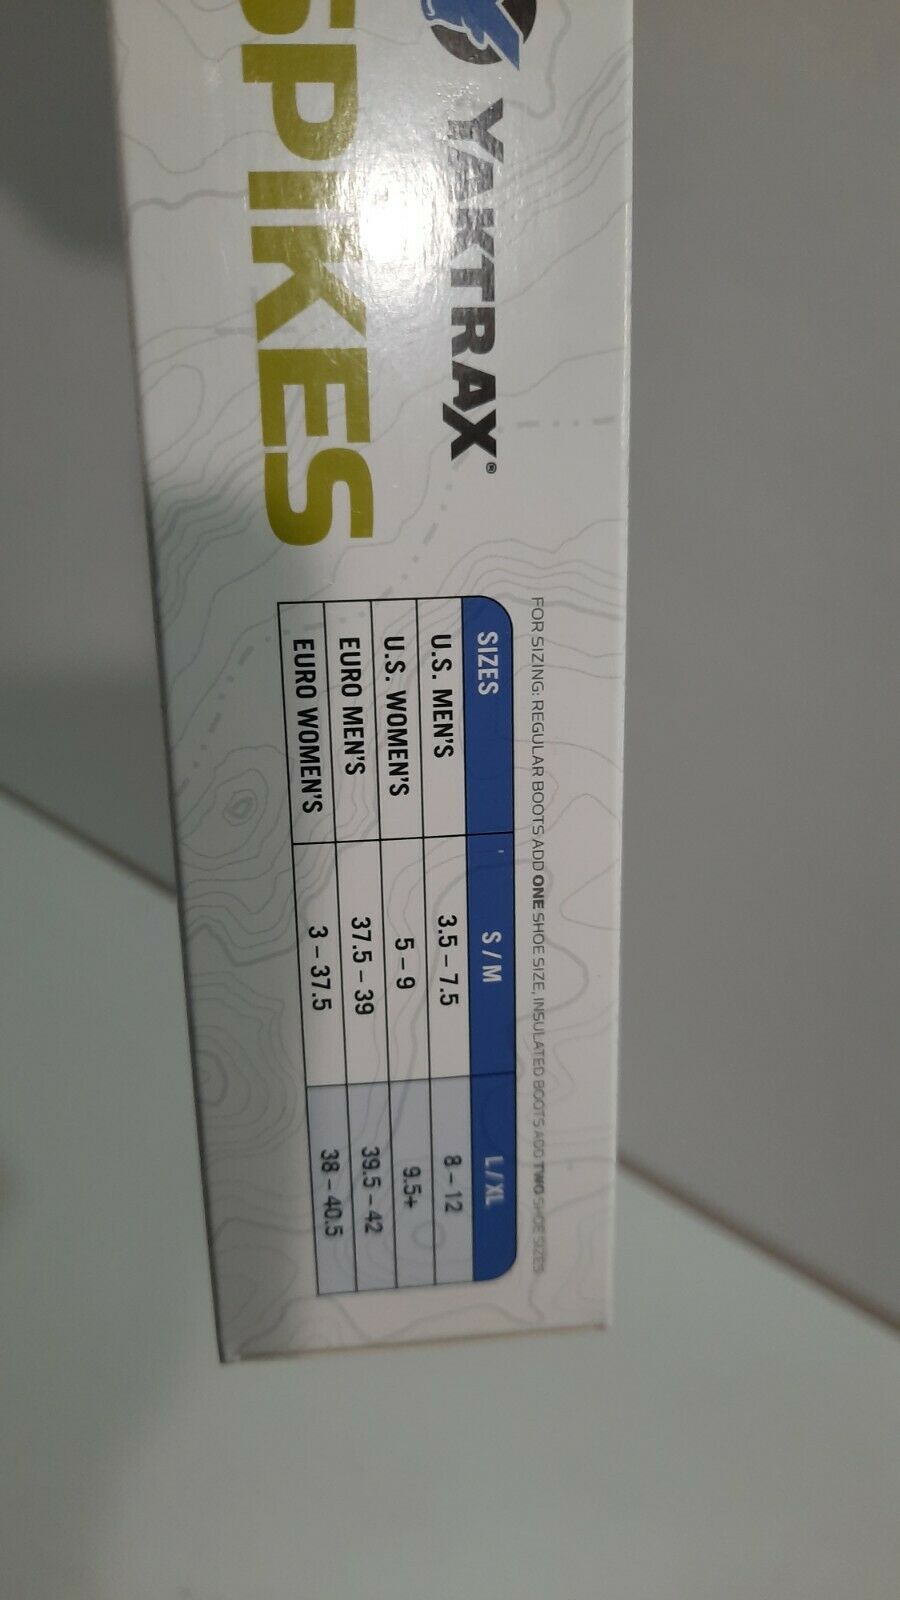 YAKTRAX®
SPIKES
FOR SIZING: REGULAR BOOTS ADD ONE SHOE SIZE, INSULATED BOOTS ADD TWO SHOE SIZES
SIZES S / M L / XL
U.S. MEN'S 3.5 – 7.5 8 – 12
U.S. WOMEN'S 5 – 9 9.5+
EURO MEN'S 37.5 – 39 39.5 – 42
EURO WOMEN'S 3 – 37.5 38 – 40.5